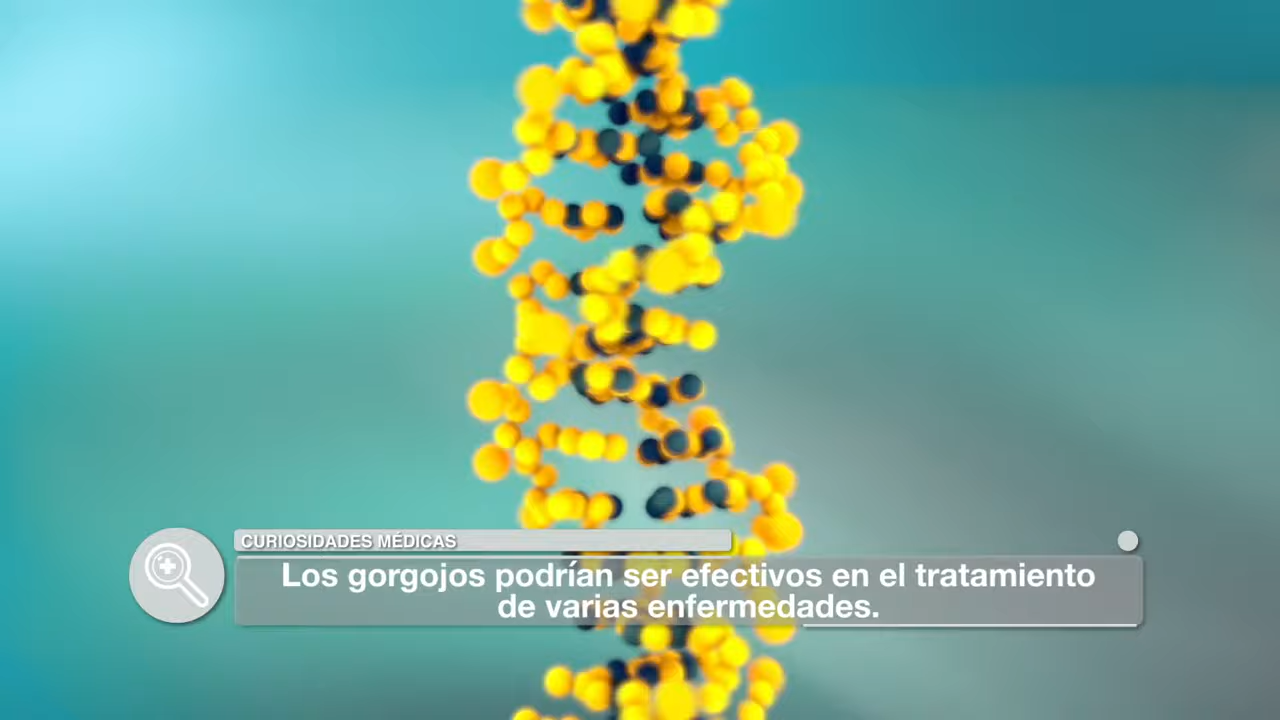 CURIOSIDADES MÉDICAS
Los gorgojos podrían ser efectivos en el tratamiento
de varias enfermedades.